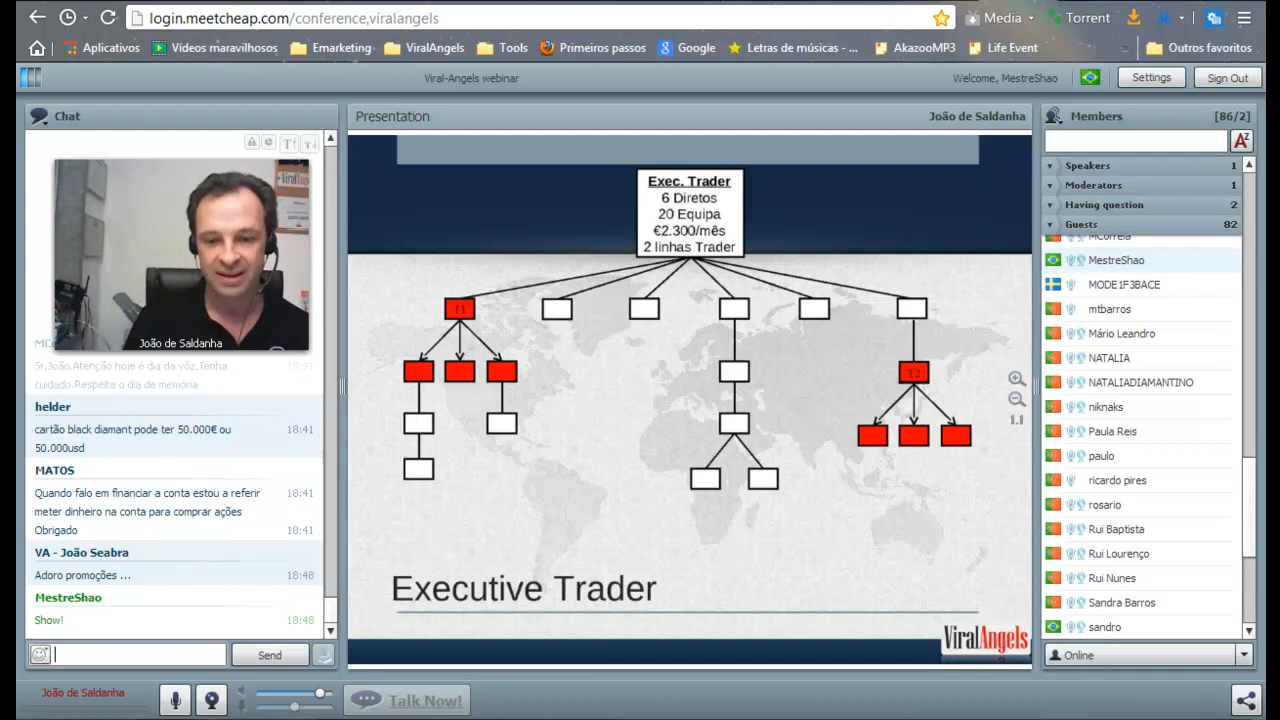 login.meetcheap.com/conference,viralangels
Media
Torrent
Aplicativos
Vídeos maravilhosos
Emarketing
ViralAngels
Tools
Primeiros passos
Google
Letras de músicas - ...
AkazooMP3
Life Event
»
Outros favoritos
Viral-Angels webinar
Welcome, MestreShao
Settings
Sign Out
Chat
João de Saldanha
Sr.João.Atenção hoje é dia da vóz.Tenha 18:41
cuidado.Respeite o dia de memória
helder
cartão black diamant pode ter 50.000€ ou 18:41
50.000usd
MATOS
Quando falo em financiar a conta estou a referir 18:41
meter dinheiro na conta para comprar ações
Obrigado 18:41
VA - João Seabra
Adoro promoções ... 18:48
MestreShao
Show! 18:48
Send
João de Saldanha
Talk Now!
Presentation
João de Saldanha
Exec. Trader
6 Diretos
20 Equipa
€2.300/mês
2 linhas Trader
T1
T2
Executive Trader
ViralAngels
1.1
Members
[86/2]
Speakers 1
Moderators 1
Having question 2
Guests 82
MCorreia
MestreShao
MODE1F3BACE
mtbarros
Mário Leandro
NATALIA
NATALIADIAMANTINO
niknaks
Paula Reis
paulo
ricardo pires
rosario
Rui Baptista
Rui Lourenço
Rui Nunes
Sandra Barros
sandro
Online